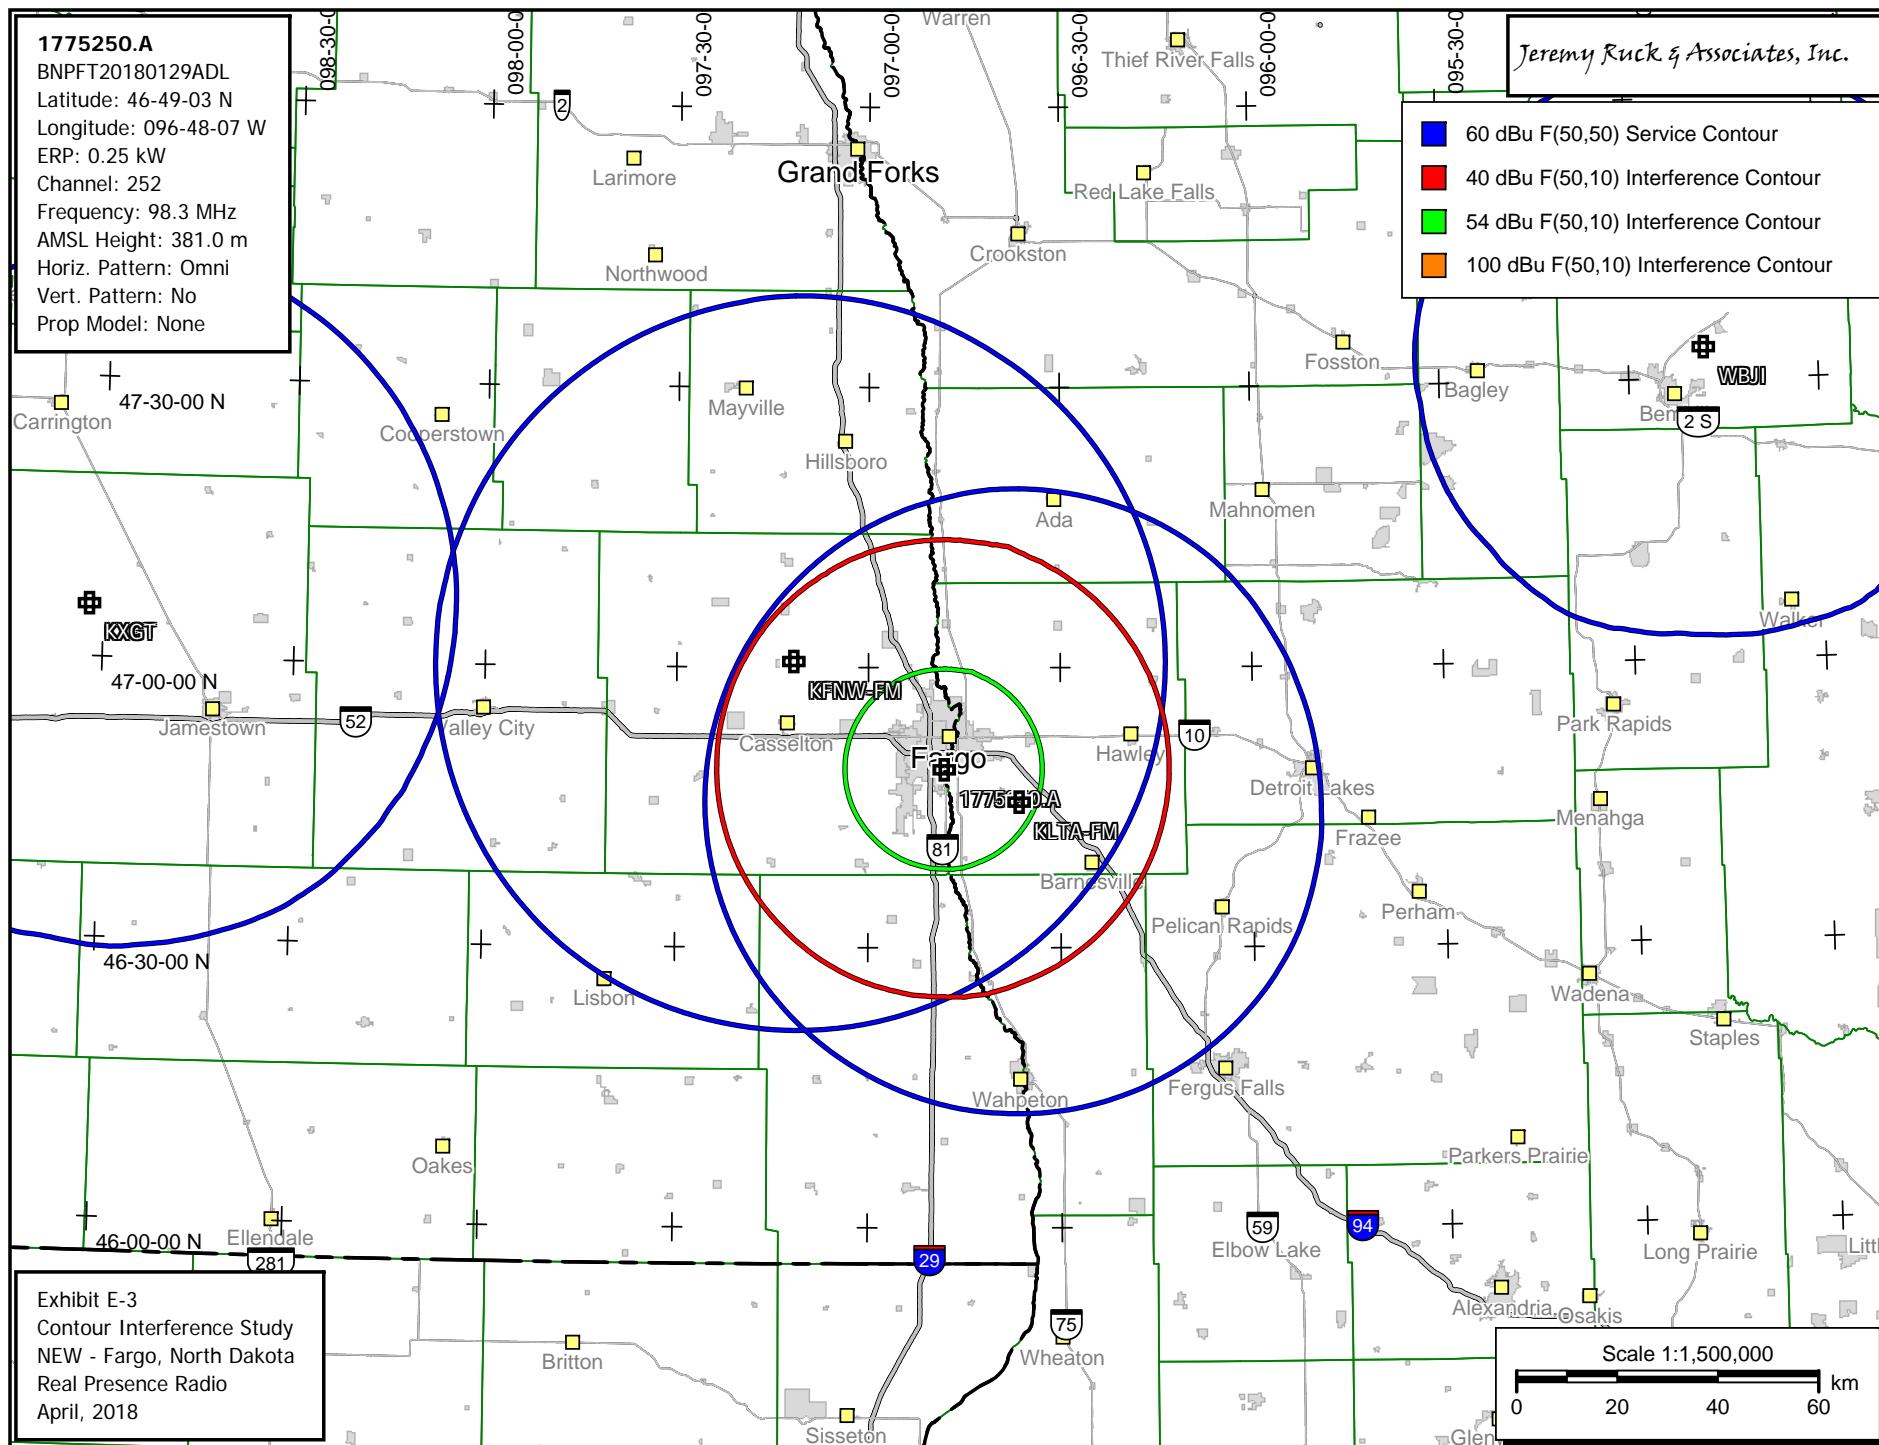 1775250.A
BNPFT20180129ADL
Latitude: 46-49-03 N
Longitude: 096-48-07 W
ERP: 0.25 kW
Channel: 252
Frequency: 98.3 MHz
AMSL Height: 381.0 m
Horiz. Pattern: Omni
Vert. Pattern: No
Prop Model: None
098-30-0
098-00-0
097-30-0
097-00-0
096-30-0
096-00-0
095-30-0
Jeremy Ruck & Associates, Inc.
60 dBu F(50,50) Service Contour
40 dBu F(50,10) Interference Contour
54 dBu F(50,10) Interference Contour
100 dBu F(50,10) Interference Contour
Warren
Thief River Falls
2
Larimore
Grand Forks
Red Lake Falls
Northwood
Crookston
Fosston
Bagley
WBJI
Bem
2 S
47-30-00 N
Carrington
Cooperstown
Mayville
Hillsboro
Ada
Mahnomen
Walker
KXGT
47-00-00 N
Jamestown
52
Valley City
KFNW-FM
Casselton
Fargo
Hawley
10
Park Rapids
Detroit Lakes
1775250.A
KLTA-FM
Menahga
Frazee
81
Barnesville
Perham
Pelican Rapids
46-30-00 N
Lisbon
Wadena
Staples
Wahpeton
Fergus Falls
Oakes
Parkers Prairie
Ellendale
46-00-00 N
281
29
59
Elbow Lake
94
Long Prairie
Littl
Alexandria
Osakis
75
Wheaton
Britton
Sisseton
Glen
Exhibit E-3
Contour Interference Study
NEW - Fargo, North Dakota
Real Presence Radio
April, 2018
Scale 1:1,500,000
km
0 20 40 60